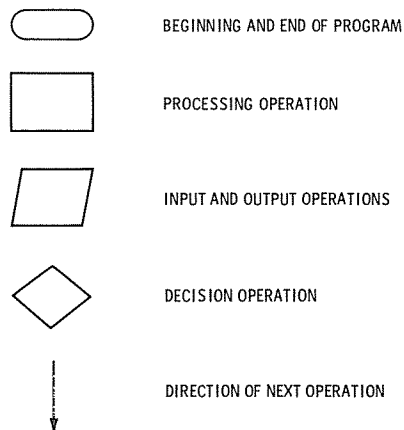 BEGINNING AND END OF PROGRAM
PROCESSING OPERATION
INPUT AND OUTPUT OPERATIONS
DECISION OPERATION
DIRECTION OF NEXT OPERATION